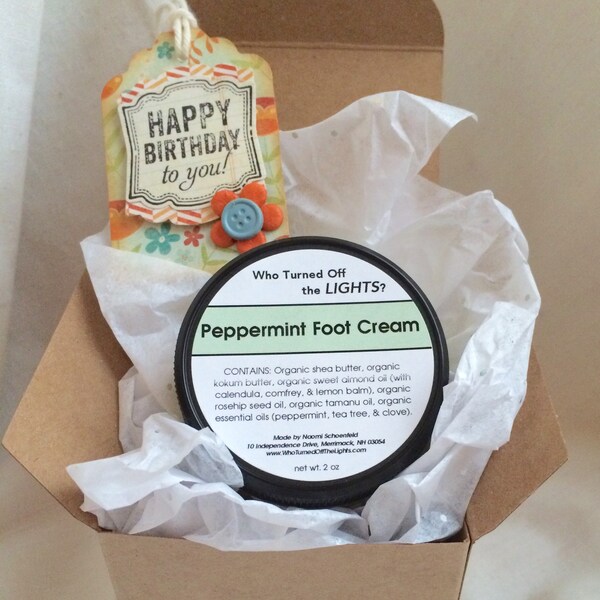 HAPPY
BIRTHDAY
to you!
Who Turned Off
the LIGHTS?
Peppermint Foot Cream
CONTAINS: Organic shea butter, organic
kokum butter, organic sweet almond oil (with
calendula, comfrey, & lemon balm), organic
rosehip seed oil, organic tamanu oil, organic
essential oils (peppermint, tea tree, & clove).
Made by Naomi Schoenfeld
10 Independence Drive, Merrimack, NH 03054
www.WhoTurnedOffTheLights.com
net wt. 2 oz